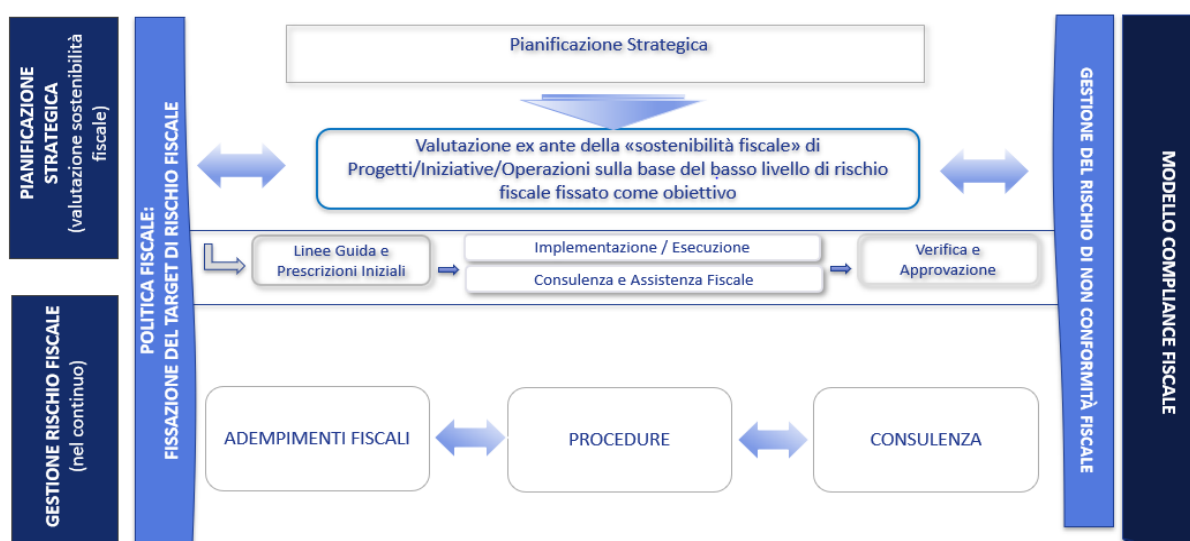 PIANIFICAZIONE
STRATEGICA
(valutazione sostenibilità
fiscale)
GESTIONE RISCHIO FISCALE
(nel continuo)
POLITICA FISCALE:
FISSAZIONE DEL TARGET DI RISCHIO FISCALE
Pianificazione Strategica
Valutazione ex ante della «sostenibilità fiscale» di
Progetti/Iniziative/Operazioni sulla base del basso livello di rischio
fiscale fissato come obiettivo
Linee Guida e
Prescrizioni Iniziali
Implementazione / Esecuzione
Consulenza e Assistenza Fiscale
Verifica e
Approvazione
ADEMPIMENTI FISCALI
PROCEDURE
CONSULENZA
GESTIONE DEL RISCHIO DI NON CONFORMITÀ FISCALE
MODELLO COMPLIANCE FISCALE